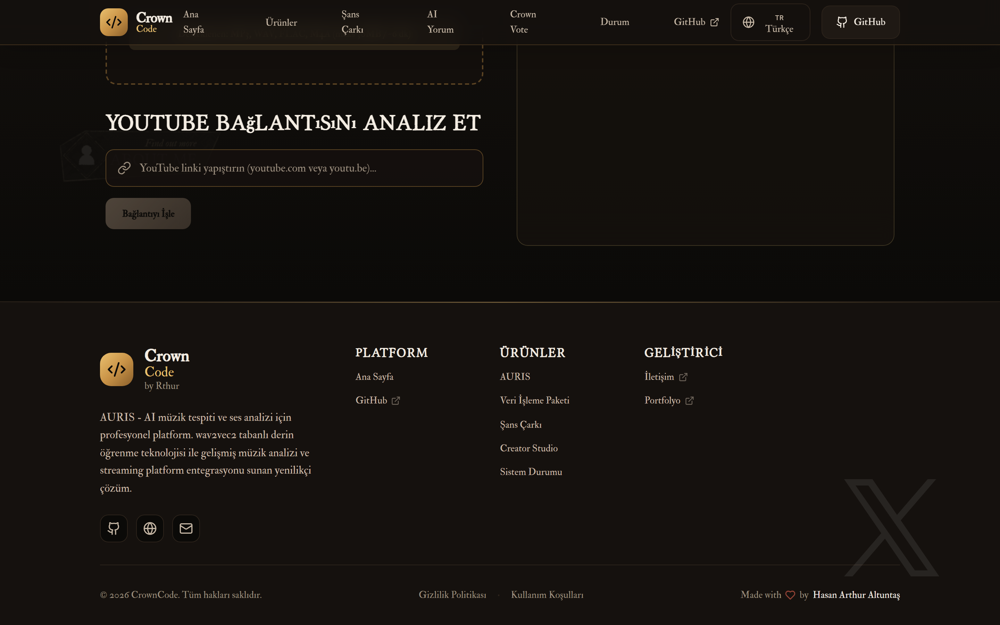 Crown
Code
Ana
Sayfa
Ürünler
Şans
Çarkı
AI
Yorum
Crown
Vote
Durum
GitHub
TR
Türkçe
GitHub
YOUTUBE BAğLANTıSıNı ANALIZ ET
Find out more
ABOUT ME
YouTube linki yapıştırın (youtube.com veya youtu.be)...
Bağlantıyı İşle
Crown
Code
by Rthur
AURIS - AI müzik tespiti ve ses analizi için
profesyonel platform. wav2vec2 tabanlı derin
öğrenme teknolojisi ile gelişmiş müzik analizi ve
streaming platform entegrasyonu sunan yenilikçi
çözüm.
PLATFORM
Ana Sayfa
GitHub
ÜRÜNLER
AURIS
Veri İşleme Paketi
Şans Çarkı
Creator Studio
Sistem Durumu
GELİŞTİRİCİ
İletişim
Portfolyo
© 2026 CrownCode. Tüm hakları saklıdır.
Gizlilik Politikası · Kullanım Koşulları
Made with by Hasan Arthur Altuntaş